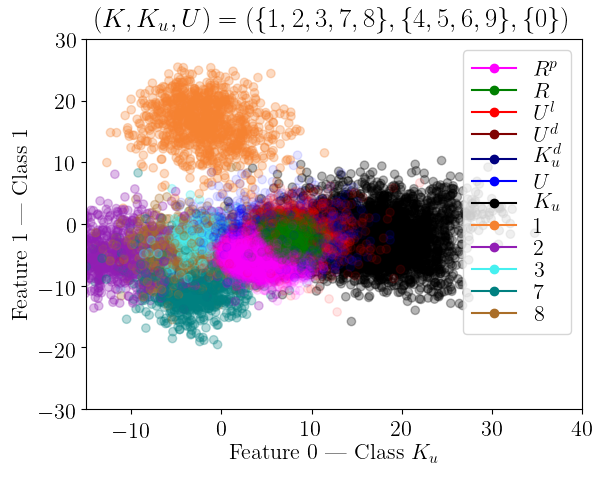 (K, K_u, U) = ({1, 2, 3, 7, 8}, {4, 5, 6, 9}, {0})
Feature 1 — Class 1
30
20
10
0
−10
−20
−30
R^p
R
U^l
U^d
K_u^d
U
K_u
1
2
3
7
8
−10
0
10
20
30
40
Feature 0 — Class K_u